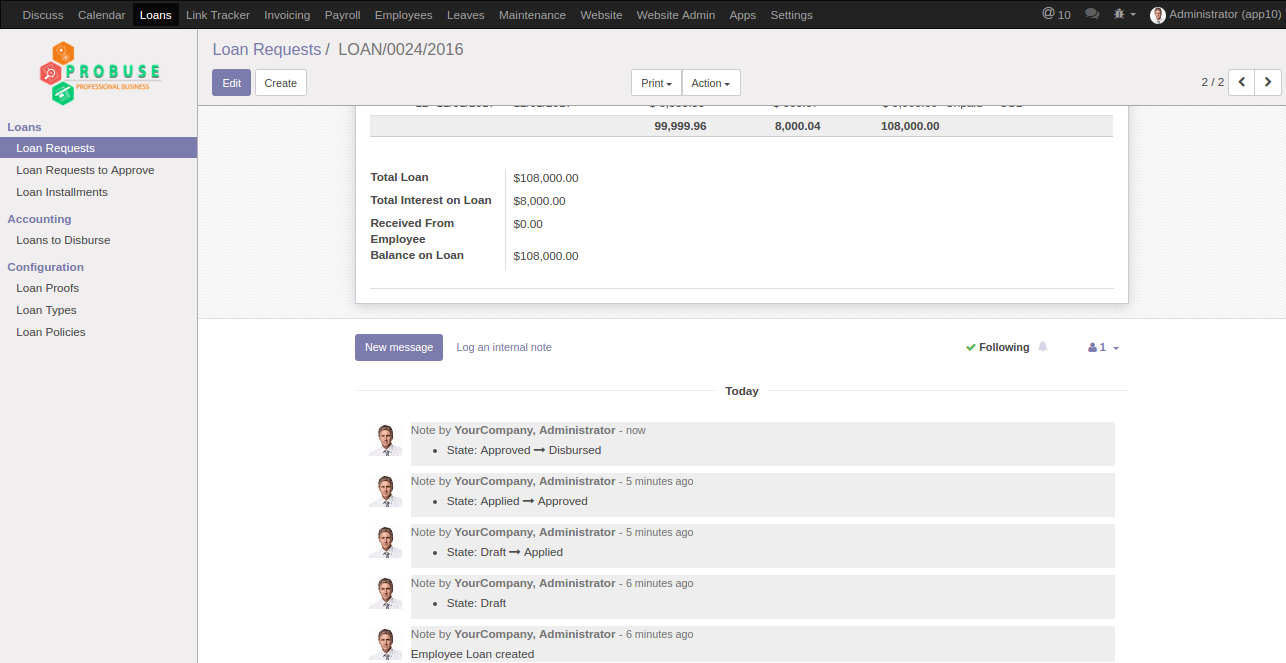 Discuss Calendar Loans Link Tracker Invoicing Payroll Employees Leaves Maintenance Website Website Admin Apps Settings @ 10 Administrator (app10)
PROBUSE
PROFESSIONAL BUSINESS
Loan Requests / LOAN/0024/2016
Edit Create Print Action 2 / 2
Loans
Loan Requests
Loan Requests to Approve
Loan Installments
Accounting
Loans to Disburse
Configuration
Loan Proofs
Loan Types
Loan Policies
99,999.96 8,000.04 108,000.00
Total Loan $108,000.00
Total Interest on Loan $8,000.00
Received From Employee $0.00
Balance on Loan $108,000.00
New message Log an internal note Following 1
Today
Note by YourCompany, Administrator - now
• State: Approved → Disbursed
Note by YourCompany, Administrator - 5 minutes ago
• State: Applied → Approved
Note by YourCompany, Administrator - 5 minutes ago
• State: Draft → Applied
Note by YourCompany, Administrator - 6 minutes ago
• State: Draft
Note by YourCompany, Administrator - 6 minutes ago
Employee Loan created